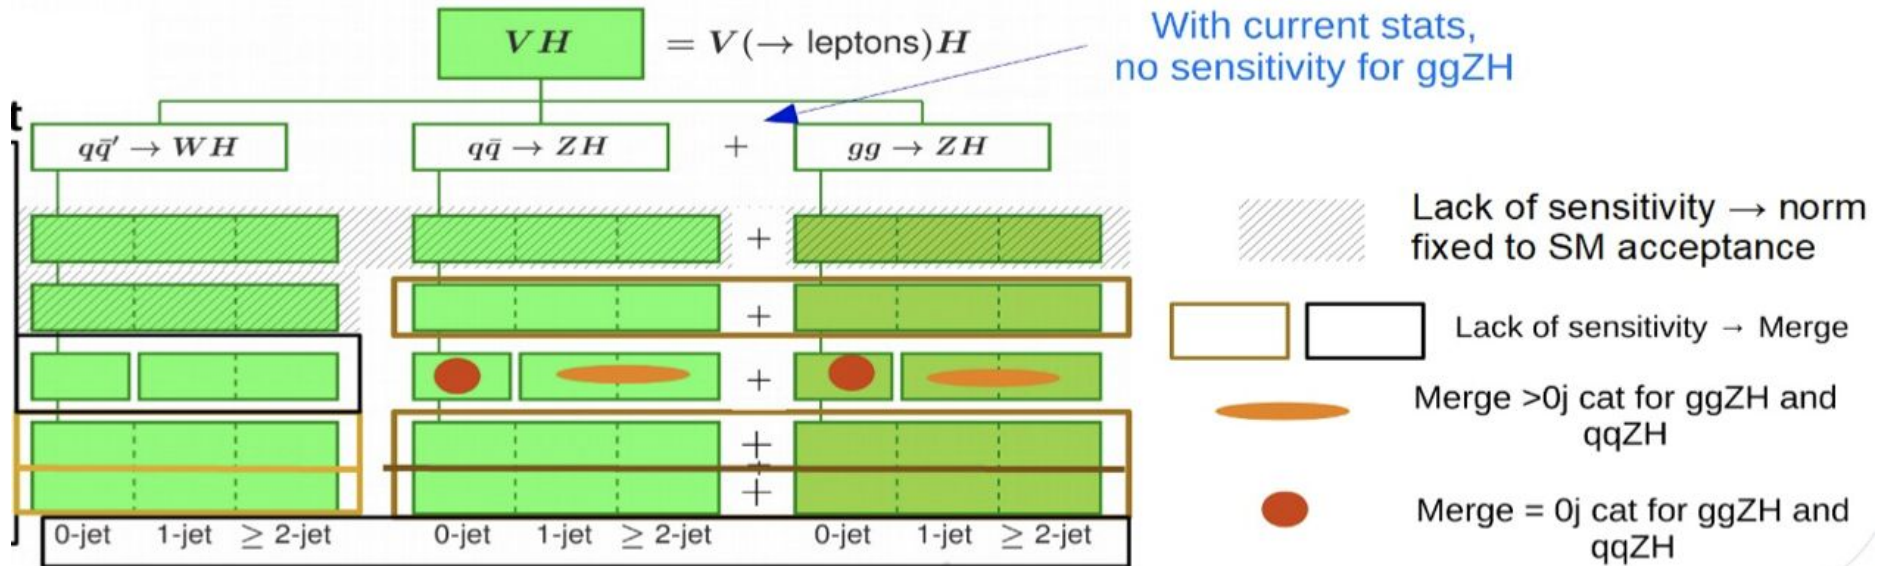 VH = V(→ leptons)H
With current stats,
no sensitivity for ggZH
t
qq̄′ → WH
qq̄ → ZH
+
gg → ZH
+
+
+
+
+
+
0-jet 1-jet ≥ 2-jet
0-jet 1-jet ≥ 2-jet
0-jet 1-jet ≥ 2-jet
Lack of sensitivity → norm
fixed to SM acceptance
Lack of sensitivity → Merge
Merge >0j cat for ggZH and
qqZH
Merge = 0j cat for ggZH and
qqZH